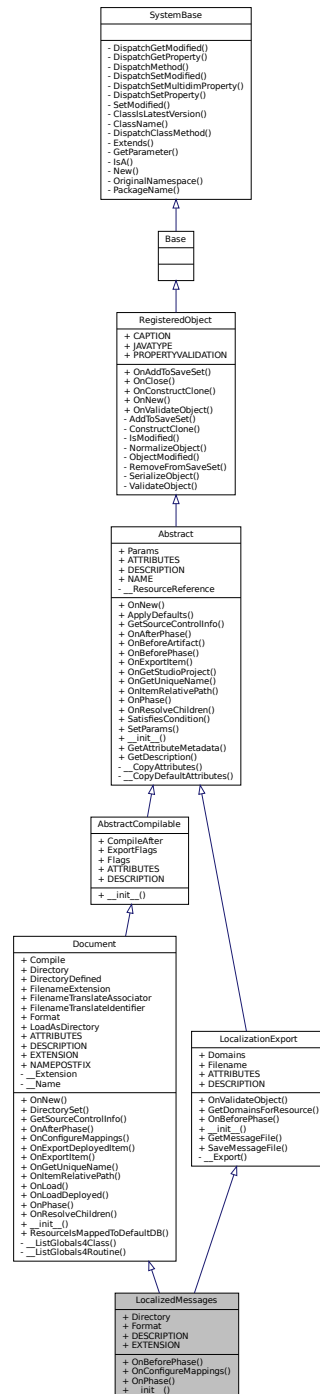 SystemBase
- DispatchGetModified()
- DispatchGetProperty()
- DispatchMethod()
- DispatchSetModified()
- DispatchSetMultidimProperty()
- DispatchSetProperty()
- SetModified()
- ClassIsLatestVersion()
- ClassName()
- DispatchClassMethod()
- Extends()
- GetParameter()
- IsA()
- New()
- OriginalNamespace()
- PackageName()
Base
RegisteredObject
+ CAPTION
+ JAVATYPE
+ PROPERTYVALIDATION
+ OnAddToSaveSet()
+ OnClose()
+ OnConstructClone()
+ OnNew()
+ OnValidateObject()
- AddToSaveSet()
- ConstructClone()
- IsModified()
- NormalizeObject()
- ObjectModified()
- RemoveFromSaveSet()
- SerializeObject()
- ValidateObject()
Abstract
+ Params
+ ATTRIBUTES
+ DESCRIPTION
+ NAME
- __ResourceReference
+ OnNew()
+ ApplyDefaults()
+ GetSourceControlInfo()
+ OnAfterPhase()
+ OnBeforeArtifact()
+ OnBeforePhase()
+ OnExportItem()
+ OnGetStudioProject()
+ OnGetUniqueName()
+ OnItemRelativePath()
+ OnPhase()
+ OnResolveChildren()
+ SatisfiesCondition()
+ SetParams()
+ __init__()
+ GetAttributeMetadata()
+ GetDescription()
- __CopyAttributes()
- __CopyDefaultAttributes()
AbstractCompilable
+ CompileAfter
+ ExportFlags
+ Flags
+ ATTRIBUTES
+ DESCRIPTION
+ __init__()
Document
+ Compile
+ Directory
+ DirectoryDefined
+ FilenameExtension
+ FilenameTranslateAssociator
+ FilenameTranslateIdentifier
+ Format
+ LoadAsDirectory
+ ATTRIBUTES
+ DESCRIPTION
+ EXTENSION
+ NAMEPOSTFIX
- __Extension
- __Name
+ OnNew()
+ DirectorySet()
+ GetSourceControlInfo()
+ OnAfterPhase()
+ OnConfigureMappings()
+ OnExportDeployedItem()
+ OnExportItem()
+ OnGetUniqueName()
+ OnItemRelativePath()
+ OnLoad()
+ OnLoadDeployed()
+ OnPhase()
+ OnResolveChildren()
+ __init__()
+ ResourceIsMappedToDefaultDB()
- __ListGlobals4Class()
- __ListGlobals4Routine()
LocalizationExport
+ Domains
+ Filename
+ ATTRIBUTES
+ DESCRIPTION
+ OnValidateObject()
+ GetDomainsForResource()
+ OnBeforePhase()
+ __init__()
+ GetMessageFile()
+ SaveMessageFile()
- __Export()
LocalizedMessages
+ Directory
+ Format
+ DESCRIPTION
+ EXTENSION
+ OnBeforePhase()
+ OnConfigureMappings()
+ OnPhase()
+ __init__()